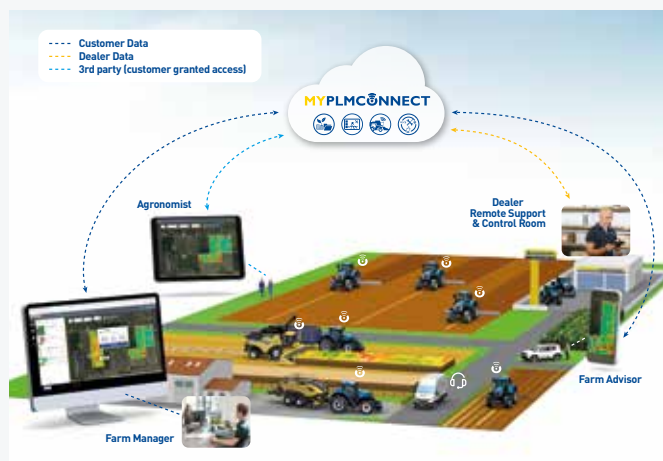 Customer Data
Dealer Data
3rd party (customer granted access)
MYPLMCONNECT
Agronomist
Dealer
Remote Support
& Control Room
Farm Advisor
Farm Manager